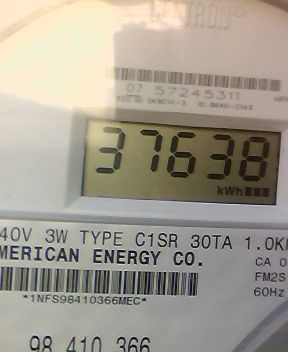 07 57245311
37638
kWh
40V 3W TYPE C1SR 30TA 1.0K
MERICAN ENERGY CO.
CA 0
FM2S
60Hz
*1NFS98410366MEC*
98 410 366